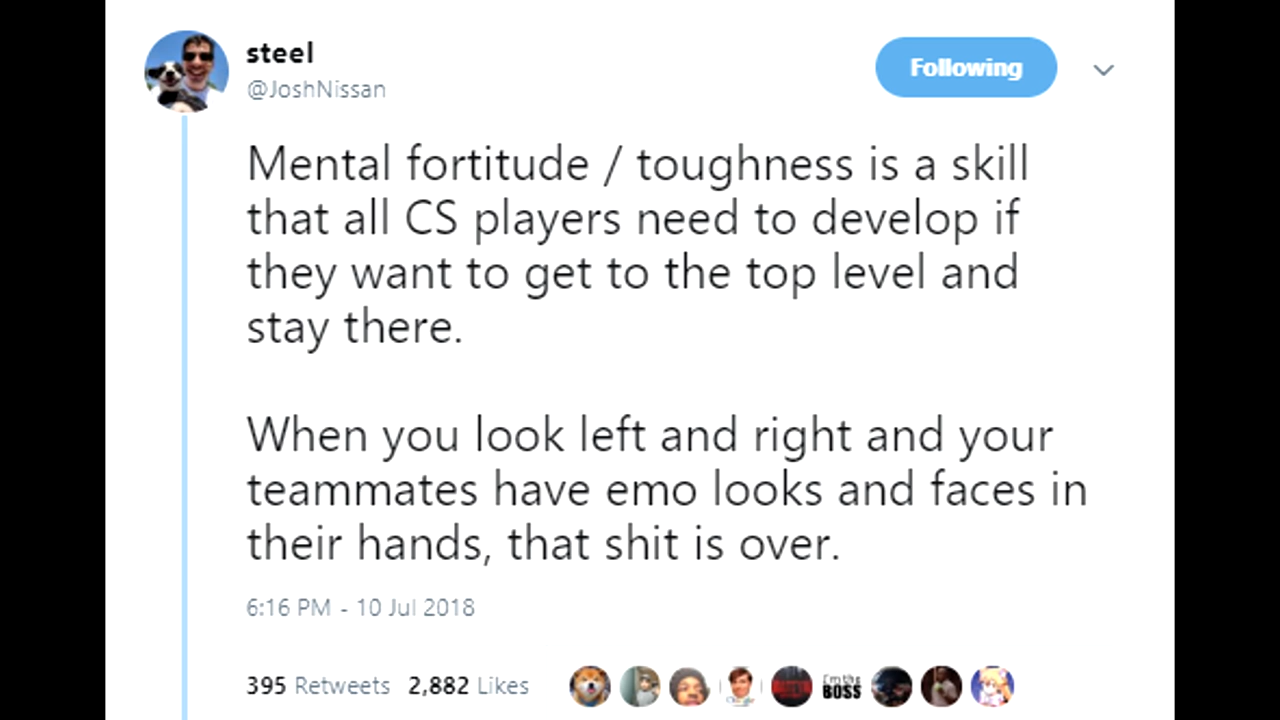 steel
@JoshNissan
Following
Mental fortitude / toughness is a skill
that all CS players need to develop if
they want to get to the top level and
stay there.
When you look left and right and your
teammates have emo looks and faces in
their hands, that shit is over.
6:16 PM - 10 Jul 2018
395 Retweets 2,882 Likes
I'm the
BOSS